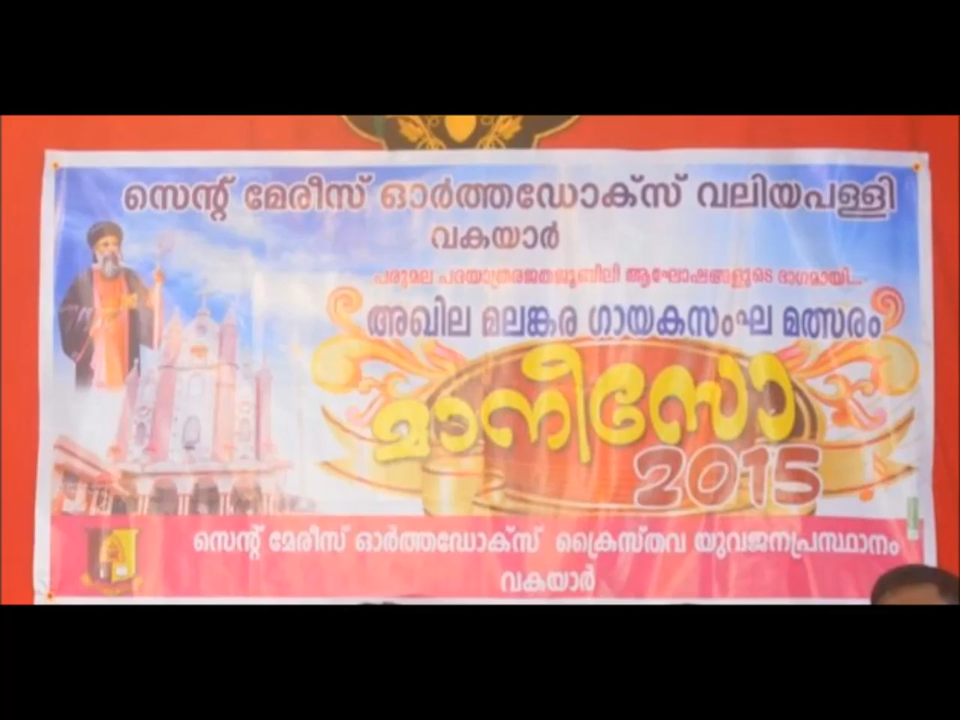 സെന്റ് മേരീസ് ഓർത്തഡോക്സ് വലിയപള്ളി
വകയാർ
പരുമല പദയാത്രരജതജൂബിലി ആഘോഷങ്ങളുടെ ഭാഗമായി...
അഖില മലങ്കര ഗായകസംഘ മത്സരം
മാനീസോ
2015
സെന്റ് മേരീസ് ഓർത്തഡോക്സ് ക്രൈസ്തവ യുവജനപ്രസ്ഥാനം
വകയാർ